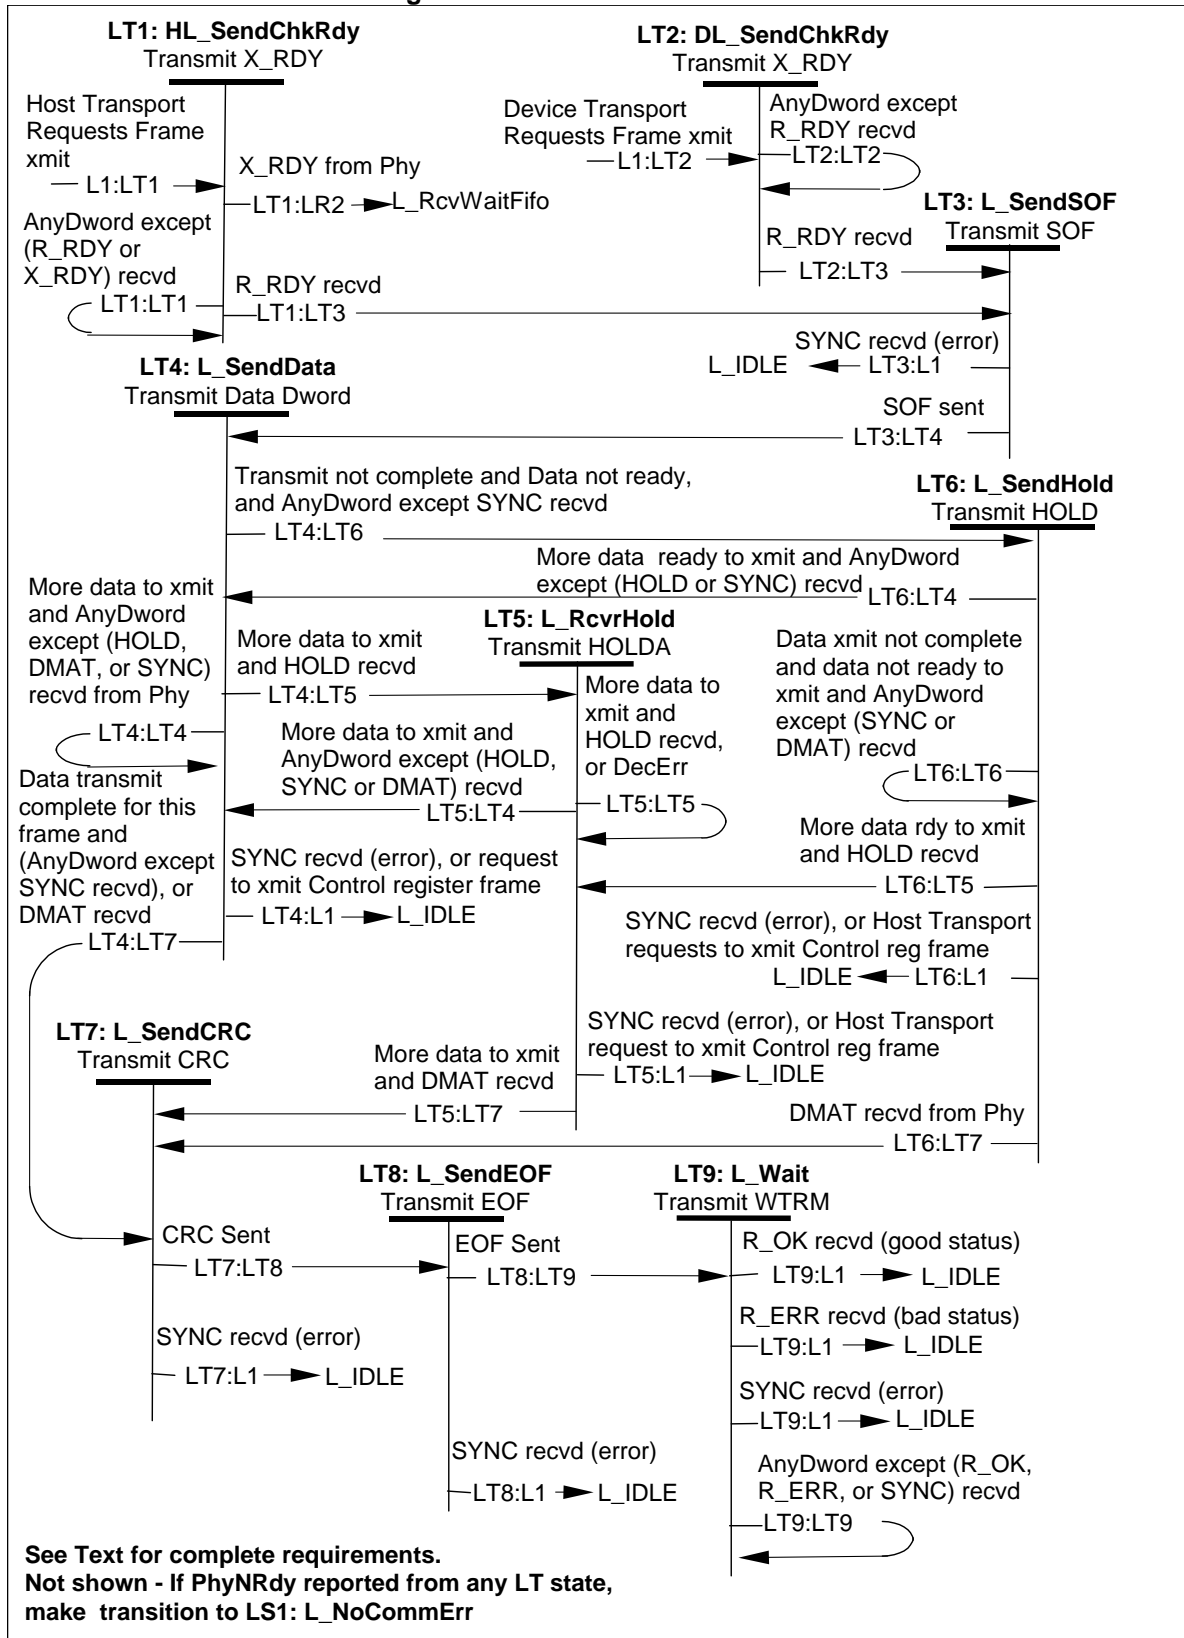 LT1: HL_SendChkRdy
Transmit X_RDY
Host Transport
Requests Frame
xmit
L1:LT1
X_RDY from Phy
LT1:LR2
L_RcvWaitFifo
AnyDword except
(R_RDY or
X_RDY) recvd
LT1:LT1
R_RDY recvd
LT1:LT3
LT2: DL_SendChkRdy
Transmit X_RDY
Device Transport
Requests Frame xmit
L1:LT2
AnyDword except
R_RDY recvd
LT2:LT2
R_RDY recvd
LT2:LT3
LT3: L_SendSOF
Transmit SOF
SYNC recvd (error)
L_IDLE
LT3:L1
SOF sent
LT3:LT4
LT4: L_SendData
Transmit Data Dword
Transmit not complete and Data not ready,
and AnyDword except SYNC recvd
LT4:LT6
LT6: L_SendHold
Transmit HOLD
More data  ready to xmit and AnyDword
except (HOLD or SYNC) recvd
LT6:LT4
More data to xmit
and AnyDword
except (HOLD,
DMAT, or SYNC)
recvd from Phy
LT4:LT4
More data to xmit
and HOLD recvd
LT4:LT5
LT5: L_RcvrHold
Transmit HOLDA
More data to
xmit and
HOLD recvd,
or DecErr
LT5:LT5
More data to xmit and
AnyDword except (HOLD,
SYNC or DMAT) recvd
LT5:LT4
Data xmit not complete
and data not ready to
xmit and AnyDword
except (SYNC or
DMAT) recvd
LT6:LT6
More data rdy to xmit
and HOLD recvd
LT6:LT5
Data transmit
complete for this
frame and
(AnyDword except
SYNC recvd), or
DMAT recvd
LT4:LT7
SYNC recvd (error), or request
to xmit Control register frame
LT4:L1
L_IDLE
SYNC recvd (error), or Host Transport
requests to xmit Control reg frame
L_IDLE
LT6:L1
SYNC recvd (error), or Host Transport
request to xmit Control reg frame
LT5:L1
L_IDLE
LT7: L_SendCRC
Transmit CRC
More data to xmit
and DMAT recvd
LT5:LT7
DMAT recvd from Phy
LT6:LT7
LT8: L_SendEOF
Transmit EOF
LT9: L_Wait
Transmit WTRM
CRC Sent
LT7:LT8
EOF Sent
LT8:LT9
R_OK recvd (good status)
LT9:L1
L_IDLE
R_ERR recvd (bad status)
LT9:L1
L_IDLE
SYNC recvd (error)
LT7:L1
L_IDLE
SYNC recvd (error)
LT9:L1
L_IDLE
SYNC recvd (error)
LT8:L1
L_IDLE
AnyDword except (R_OK,
R_ERR, or SYNC) recvd
LT9:LT9
See Text for complete requirements.
Not shown - If PhyNRdy reported from any LT state,
make  transition to LS1: L_NoCommErr